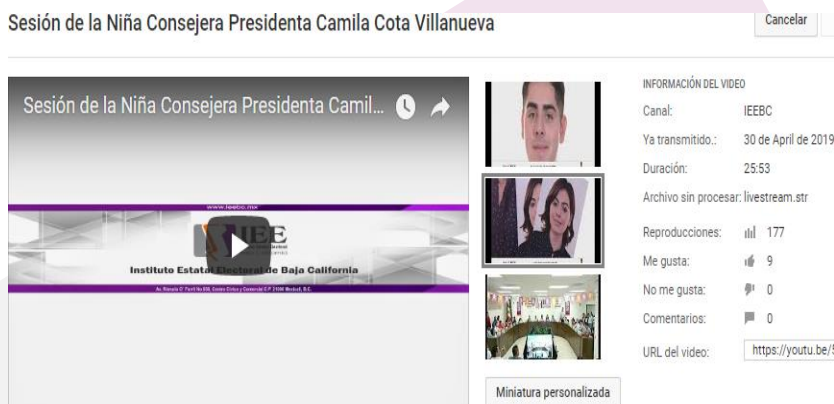 Sesión de la Niña Consejera Presidenta Camila Cota Villanueva
Cancelar
Sesión de la Niña Consejera Presidenta Camil...
www.ieebc.mx
IEE
Instituto Estatal Electoral de Baja California
INFORMACIÓN DEL VIDEO
Canal: IEEBC
Ya transmitido.: 30 de April de 2019
Duración: 25:53
Archivo sin procesar: livestream.str
Reproducciones: 177
Me gusta: 9
No me gusta: 0
Comentarios: 0
URL del video: https://youtu.be/5
Miniatura personalizada